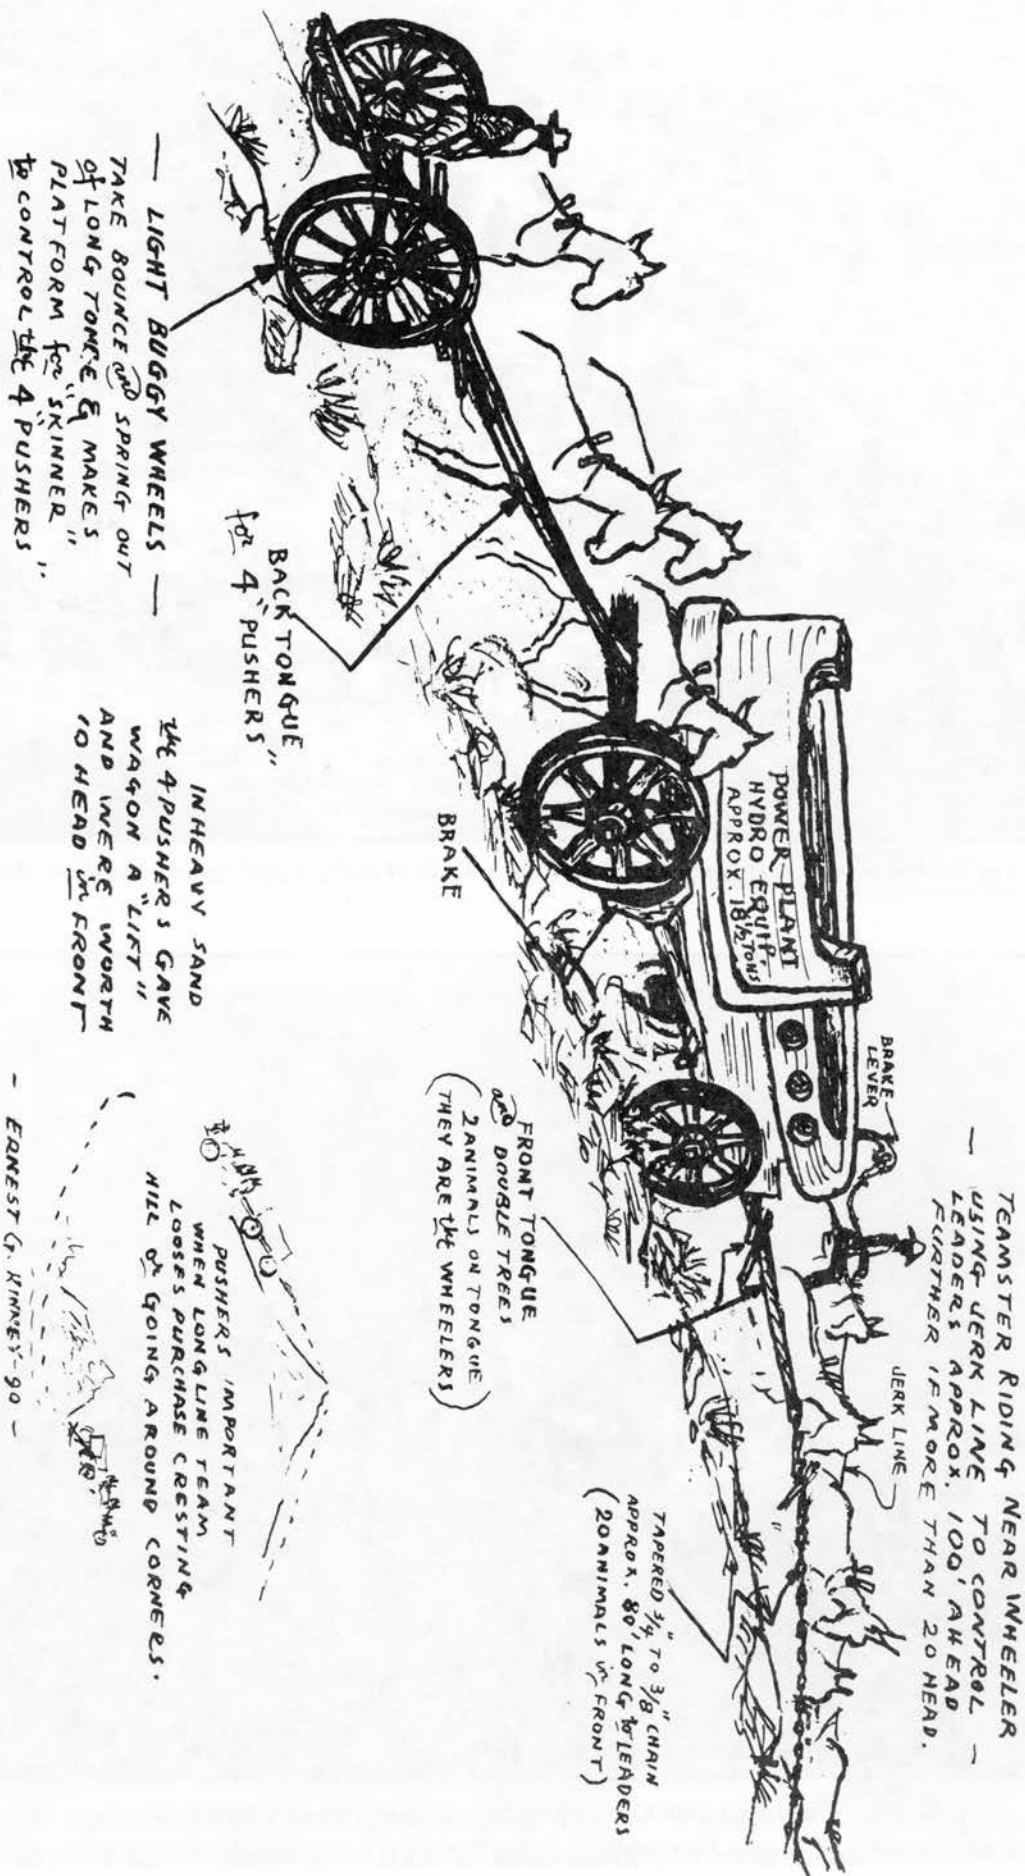 TEAMSTER RIDING NEAR WHEELER
— USING JERK LINE TO CONTROL —
LEADERS APPROX. 100' AHEAD
FURTHER IF MORE THAN 20 HEAD.
BRAKE
LEVER
JERK LINE
POWER PLANT
HYDRO EQUIP.
APPROX. 18 1/2 TONS
TAPERED 3/4" TO 3/8" CHAIN
APPROX. 80' LONG to LEADERS
(20 ANIMALS in FRONT)
FRONT TONGUE
and DOUBLE TREES
(2 ANIMALS ON TONGUE)
(THEY ARE the WHEELERS)
BRAKE
BACK TONGUE
for 4 "PUSHERS"
— LIGHT BUGGY WHEELS —
TAKE BOUNCE and SPRING OUT
of LONG TONGE & MAKES
PLATFORM for "SKINNER"
to CONTROL the 4 "PUSHERS".
IN HEAVY SAND
the 4 PUSHERS GAVE
WAGON A "LIFT"
AND WERE WORTH
10 HEAD in FRONT
PUSHERS IMPORTANT
WHEN LONG LINE TEAM
LOOSES PURCHASE CRESTING
HILL or GOING AROUND CORNERS.
- ERNEST G. KINNEY - 90 -